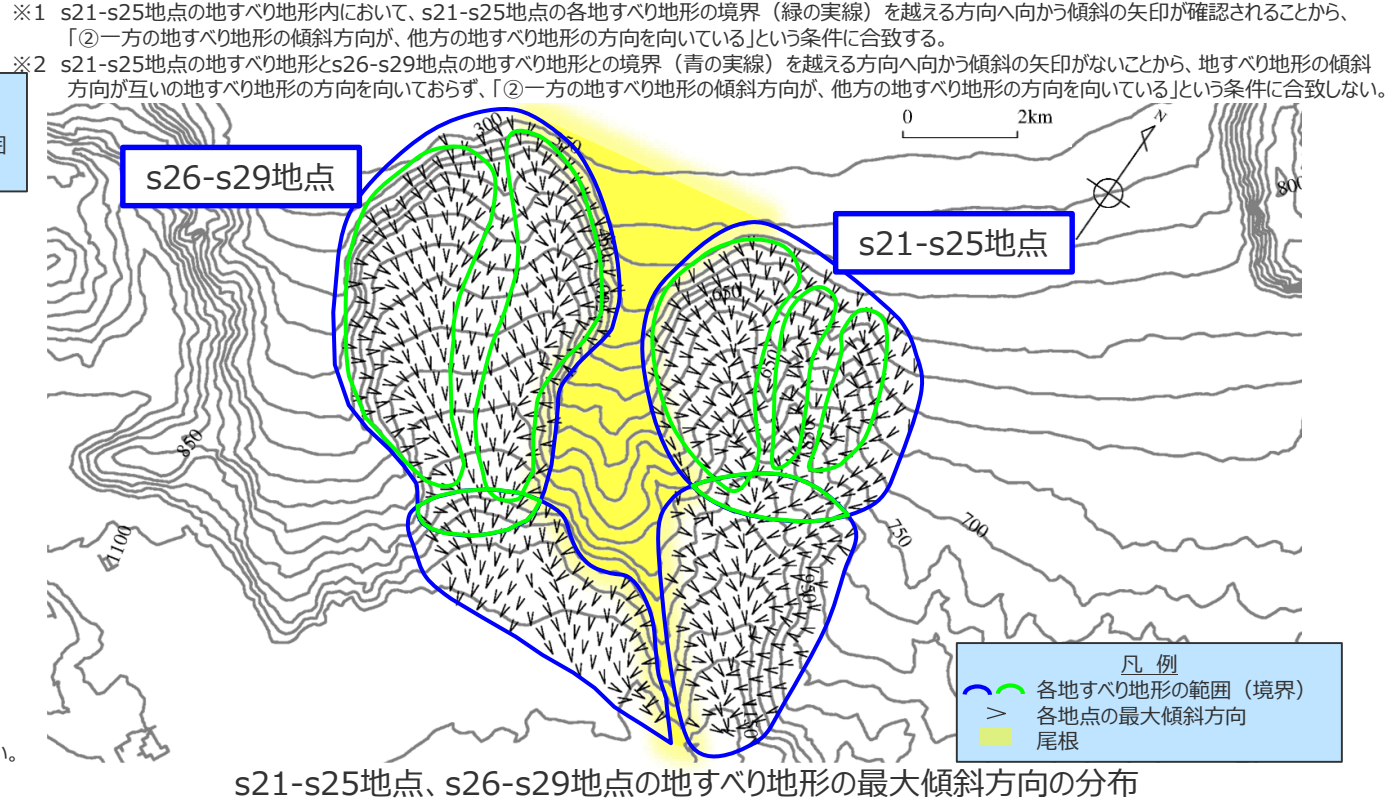 ※1 s21-s25地点の地すべり地形内において、s21-s25地点の各地すべり地形の境界（緑の実線）を越える方向へ向かう傾斜の矢印が確認されることから、
「②一方の地すべり地形の傾斜方向が、他方の地すべり地形の方向を向いている」という条件に合致する。
※2 s21-s25地点の地すべり地形とs26-s29地点の地すべり地形との境界（青の実線）を越える方向へ向かう傾斜の矢印がないことから、地すべり地形の傾斜
方向が互いの地すべり地形の方向を向いておらず、「②一方の地すべり地形の傾斜方向が、他方の地すべり地形の方向を向いている」という条件に合致しない。
0 2km
N
300
800
s26-s29地点
s21-s25地点
650
850
1100
750
700
凡 例
各地すべり地形の範囲（境界）
各地点の最大傾斜方向
尾根
い。
s21-s25地点、s26-s29地点の地すべり地形の最大傾斜方向の分布